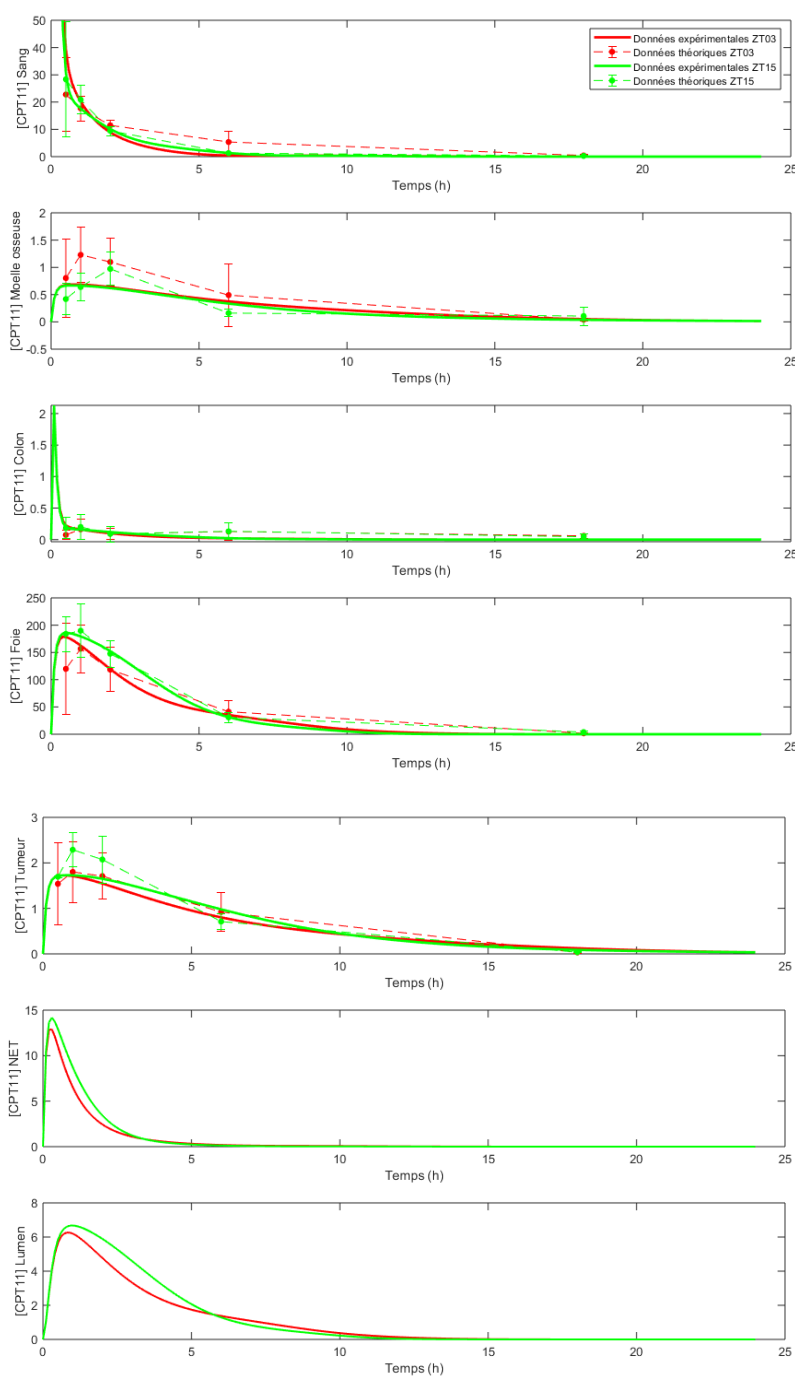 50
40
30
20
10
0
[CPT11] Sang
Données expérimentales ZT03
Données théoriques ZT03
Données expérimentales ZT15
Données théoriques ZT15
0 5 10 15 20 25
Temps (h)
2
1.5
1
0.5
0
-0.5
[CPT11] Moelle osseuse
0 5 10 15 20 25
Temps (h)
2
1.5
1
0.5
0
[CPT11] Colon
0 5 10 15 20 25
Temps (h)
250
200
150
100
50
0
[CPT11] Foie
0 5 10 15 20 25
Temps (h)
3
2
1
0
[CPT11] Tumeur
0 5 10 15 20 25
Temps (h)
15
10
5
0
[CPT11] NET
0 5 10 15 20 25
Temps (h)
8
6
4
2
0
[CPT11] Lumen
0 5 10 15 20 25
Temps (h)